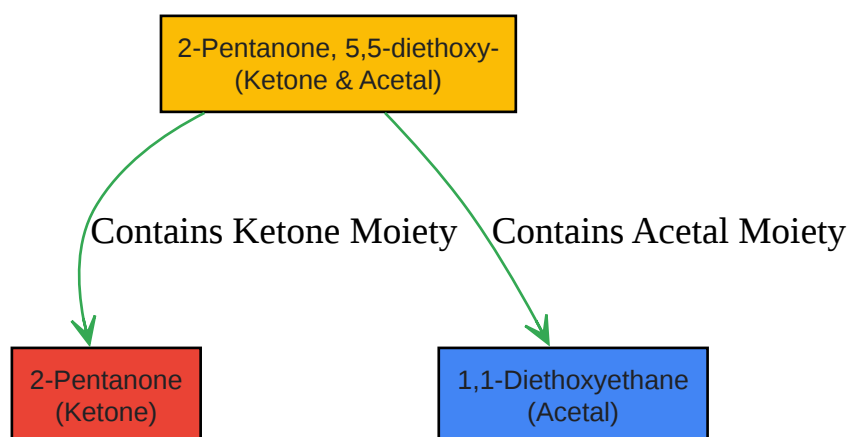 2-Pentanone, 5,5-diethoxy-
(Ketone & Acetal)
Contains Ketone Moiety
Contains Acetal Moiety
2-Pentanone
(Ketone)
1,1-Diethoxyethane
(Acetal)